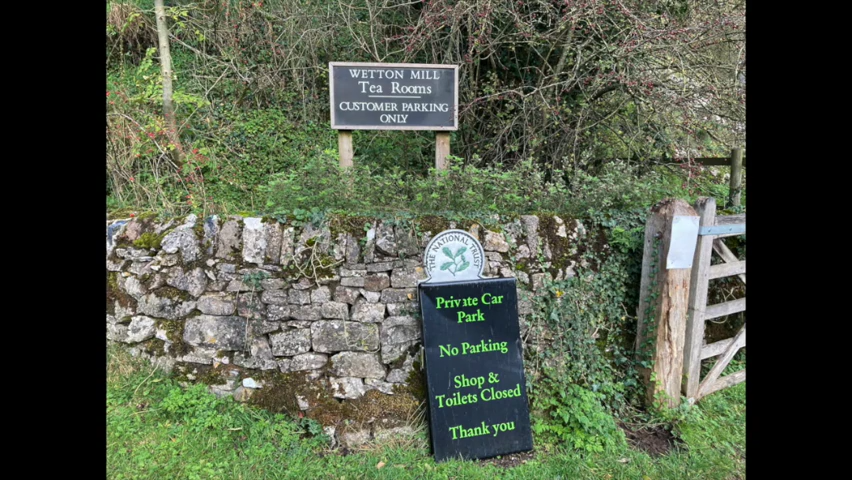 WETTON MILL
Tea Rooms
CUSTOMER PARKING
ONLY
THE NATIONAL TRUST
Private Car
Park
No Parking
Shop &
Toilets Closed
Thank you